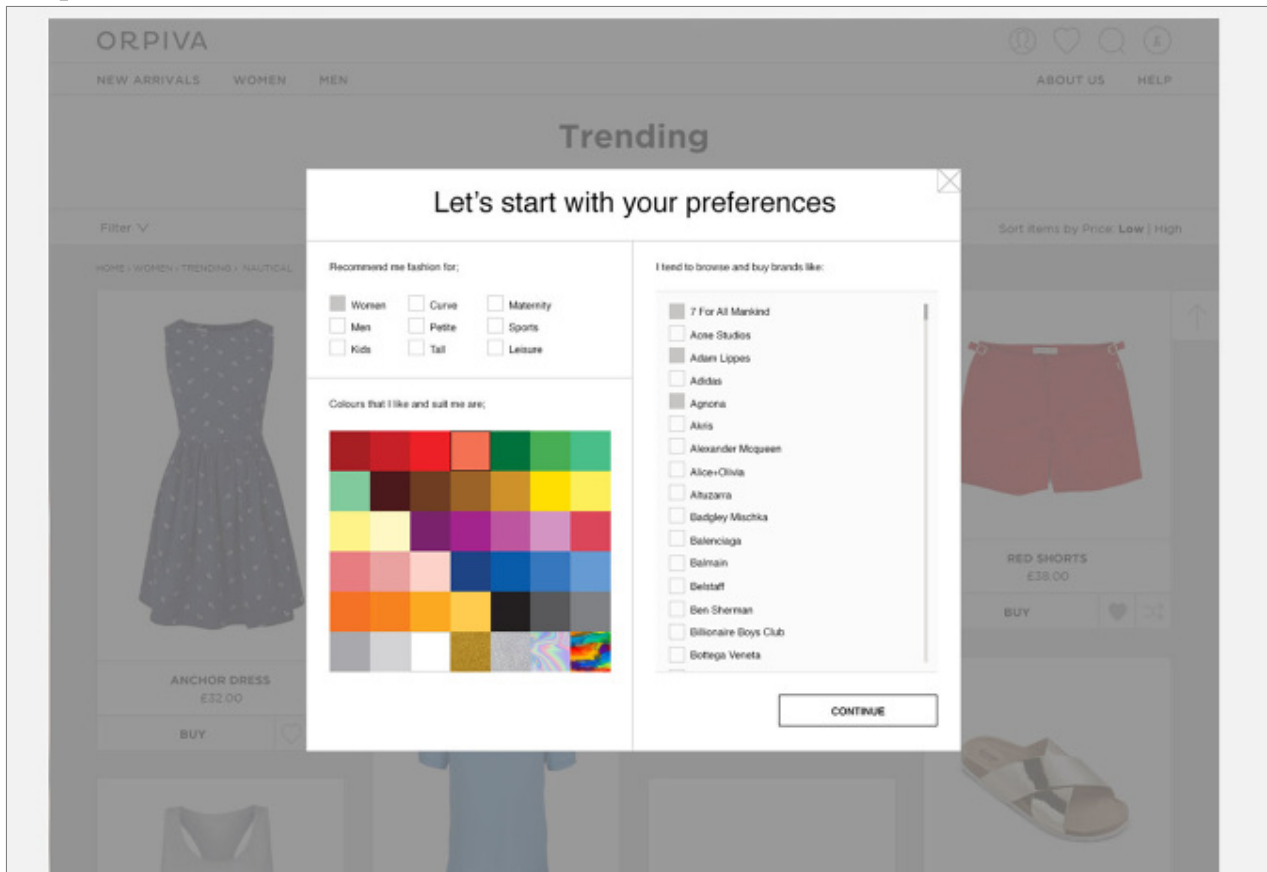 ORPIVA
NEW ARRIVALS WOMEN MEN ABOUT US HELP
Trending
Filter Sort items by Price: Low | High
HOME › WOMEN › TRENDING › NAUTICAL
Let's start with your preferences
Recommend me fashion for;
Women Curve Maternity
Men Petite Sports
Kids Tall Leisure
Colours that I like and suit me are;
I tend to browse and buy brands like:
7 For All Mankind
Acne Studios
Adam Lippes
Adidas
Agnona
Akris
Alexander Mcqueen
Alice+Olivia
Altuzarra
Badgley Mischka
Balenciaga
Balmain
Belstaff
Ben Sherman
Billionaire Boys Club
Bottega Veneta
CONTINUE
ANCHOR DRESS
£32.00
BUY
RED SHORTS
£38.00
BUY